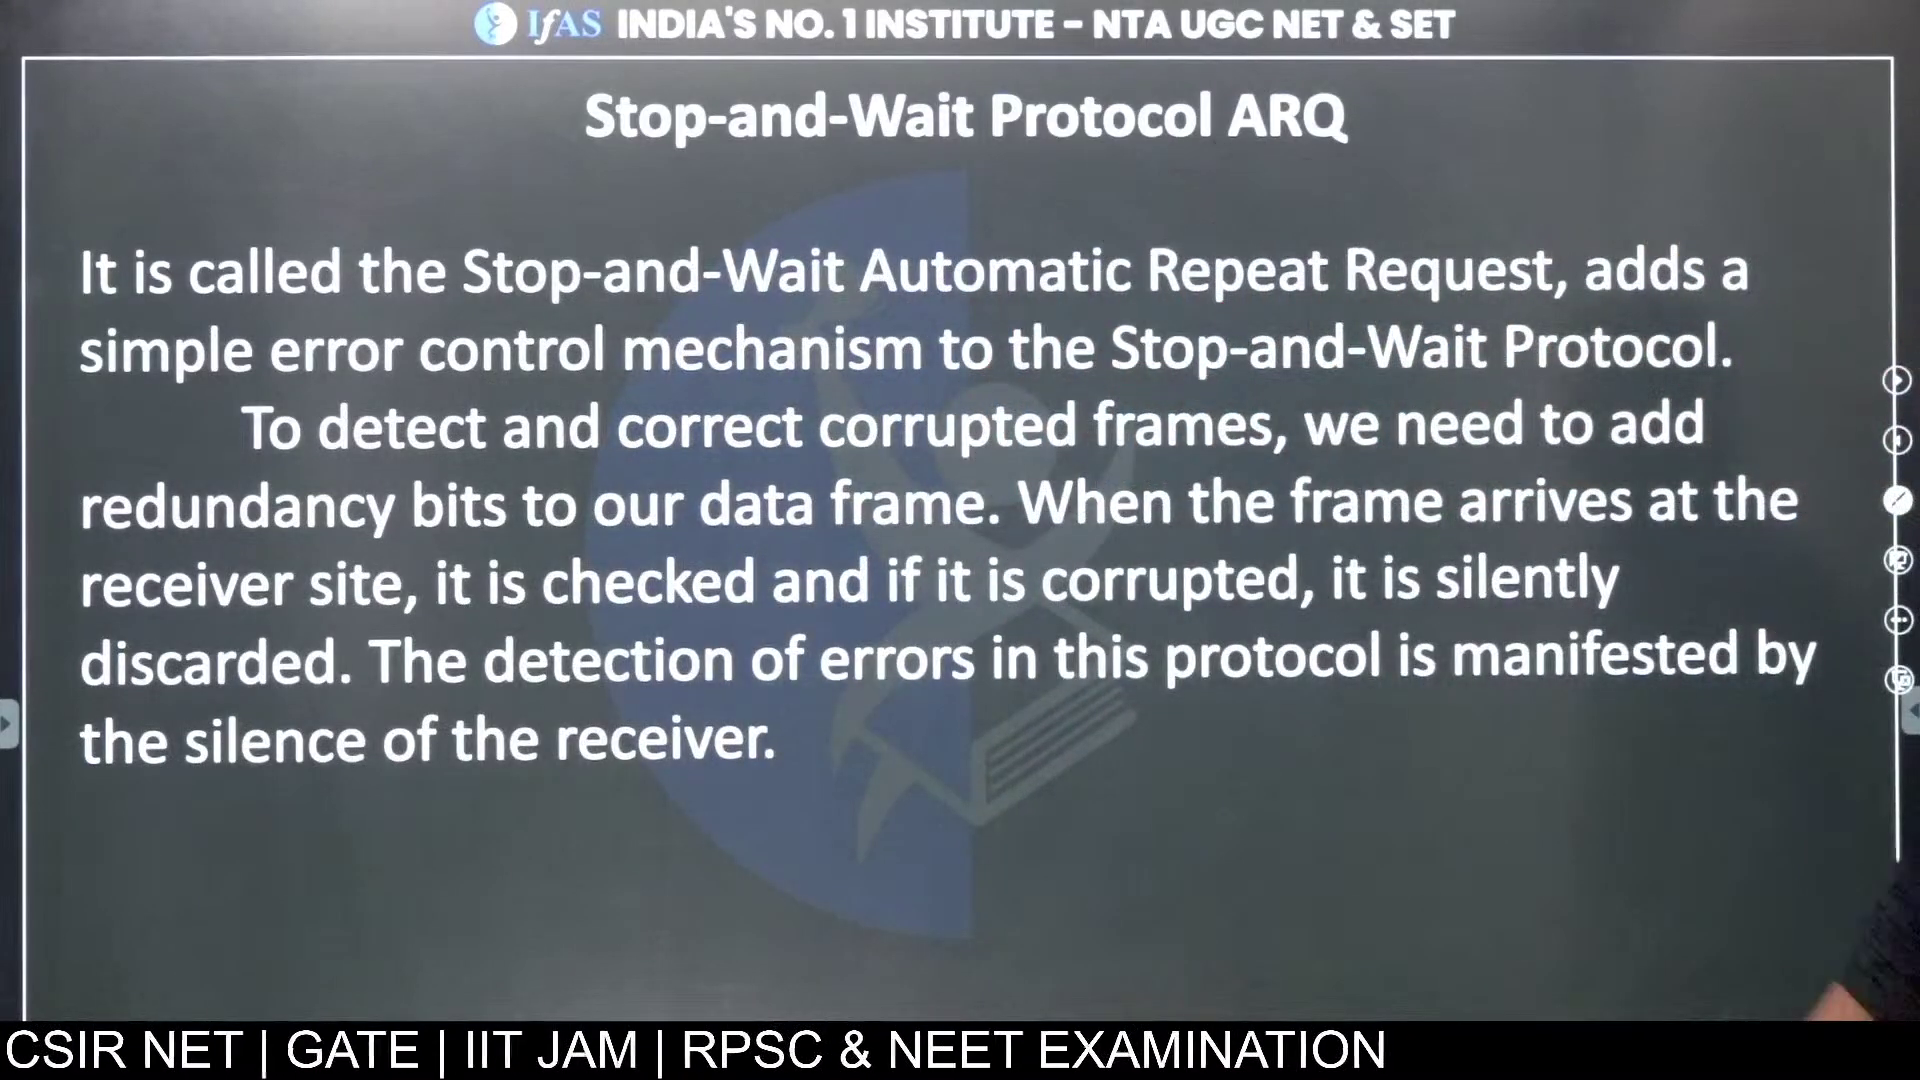 IfAS INDIA'S NO. 1 INSTITUTE – NTA UGC NET & SET
Stop-and-Wait Protocol ARQ
It is called the Stop-and-Wait Automatic Repeat Request, adds a
simple error control mechanism to the Stop-and-Wait Protocol.
To detect and correct corrupted frames, we need to add
redundancy bits to our data frame. When the frame arrives at the
receiver site, it is checked and if it is corrupted, it is silently
discarded. The detection of errors in this protocol is manifested by
the silence of the receiver.
CSIR NET | GATE | IIT JAM | RPSC & NEET EXAMINATION